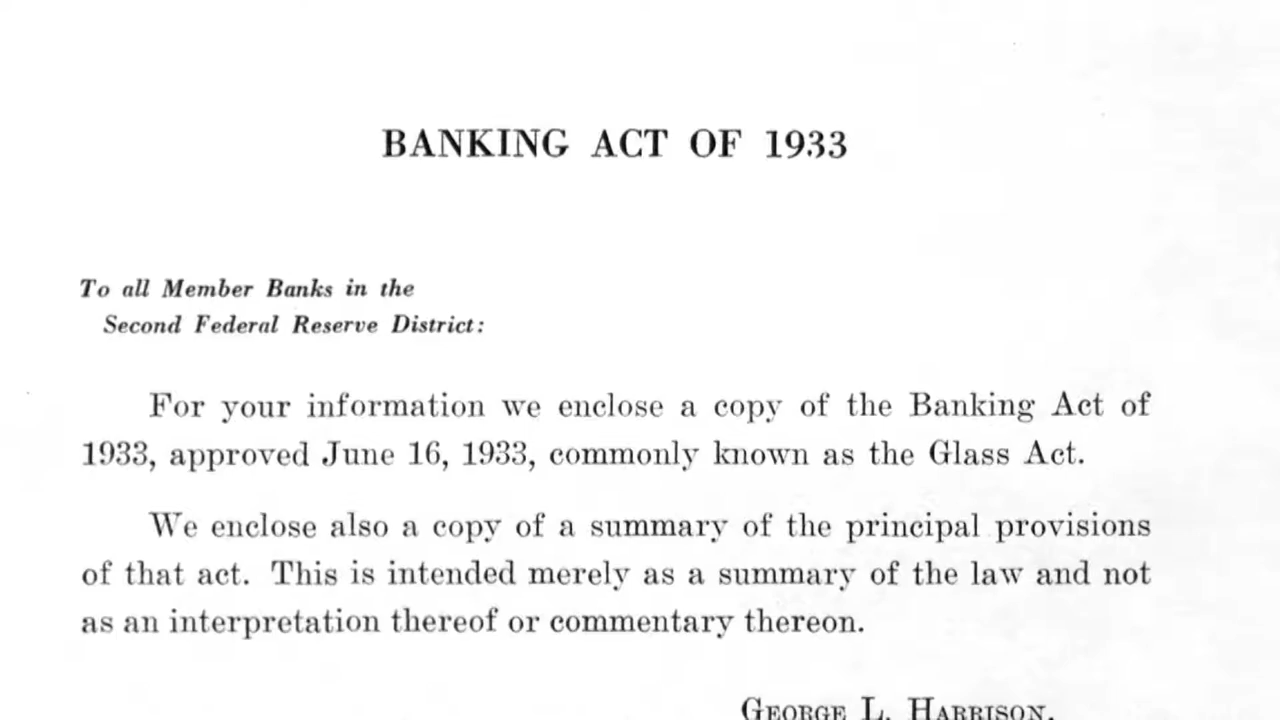 BANKING ACT OF 1933
To all Member Banks in the
Second Federal Reserve District:
For your information we enclose a copy of the Banking Act of
1933, approved June 16, 1933, commonly known as the Glass Act.
We enclose also a copy of a summary of the principal provisions
of that act. This is intended merely as a summary of the law and not
as an interpretation thereof or commentary thereon.
GEORGE L. HARRISON,